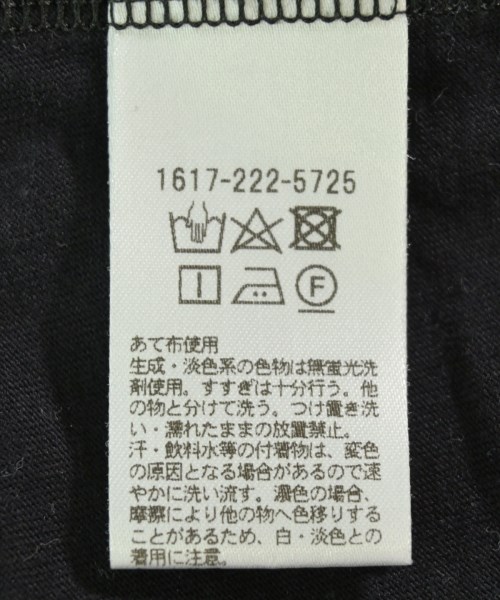 1617-222-5725
F
あて布使用
生成・淡色系の色物は無蛍光洗
剤使用。すすぎは十分行う。他
の物と分けて洗う。つけ置き洗
い・濡れたままの放置禁止。
汗・飲料水等の付着物は、変色
の原因となる場合があるので速
やかに洗い流す。濃色の場合、
摩擦により他の物へ色移りする
ことがあるため、白・淡色との
着用に注意。